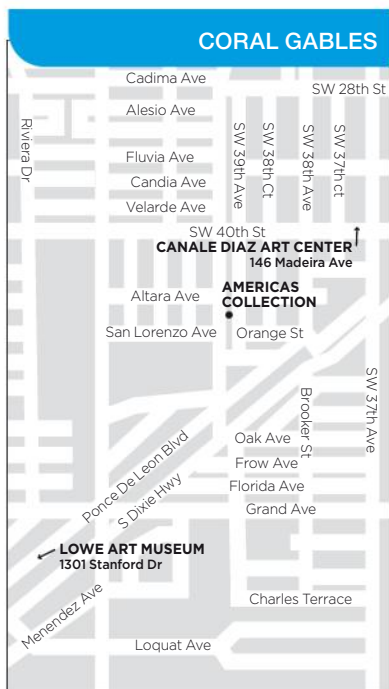 CORAL GABLES
Cadima Ave
SW 28th St
Alesio Ave
Riviera Dr
SW 39th Ave
SW 38th Ct
SW 38th Ave
SW 37th ct
Fluvia Ave
Candia Ave
Velarde Ave
SW 40th St
CANALE DIAZ ART CENTER
146 Madeira Ave
AMERICAS
COLLECTION
Altara Ave
San Lorenzo Ave
Orange St
SW 37th Ave
Brooker St
Ponce De Leon Blvd
S Dixie Hwy
Oak Ave
Frow Ave
Florida Ave
Grand Ave
LOWE ART MUSEUM
1301 Stanford Dr
Menendez Ave
Charles Terrace
Loquat Ave